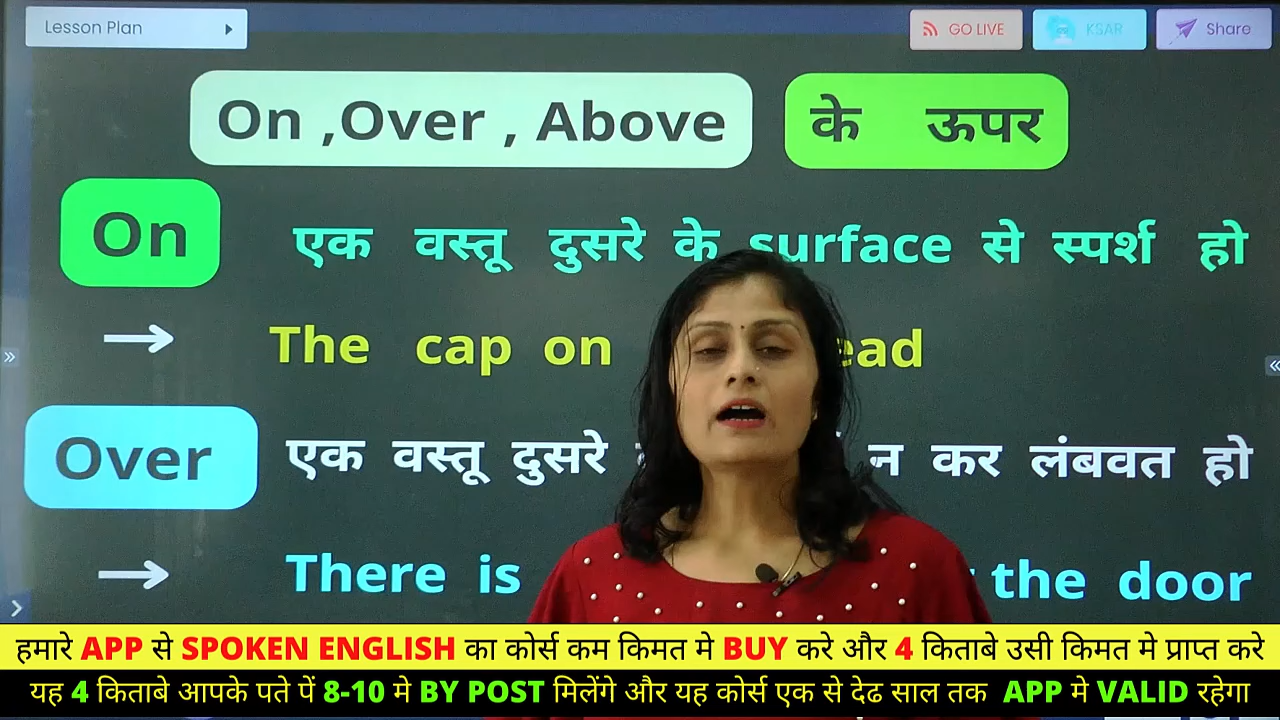 Lesson Plan
GO LIVE
KSAR
Share
On ,Over , Above
के ऊपर
On
एक वस्तू दुसरे के surface से स्पर्श हो
The cap on ead
Over
एक वस्तू दुसरे न कर लंबवत हो
There is the door
हमारे APP से SPOKEN ENGLISH का कोर्स कम किमत मे BUY करे और 4 किताबे उसी किमत मे प्राप्त करे
यह 4 किताबे आपके पते पें 8-10 मे BY POST मिलेंगे और यह कोर्स एक से देढ साल तक APP मे VALID रहेगा